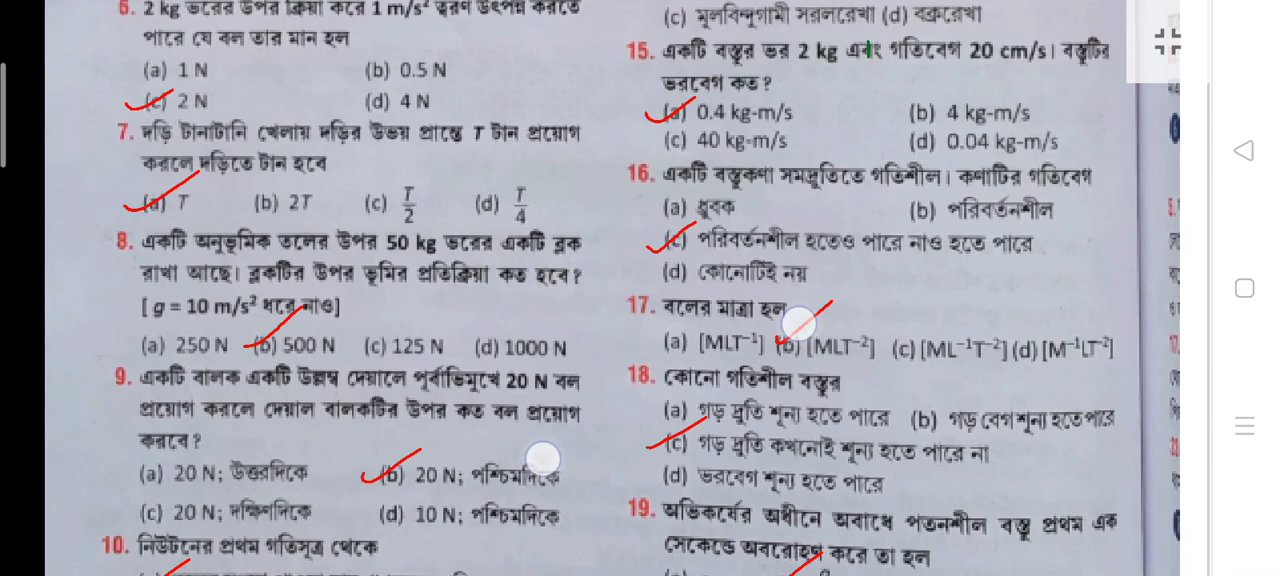 6. 2 kg ভরের উপর ক্রিয়া করে 1 m/s² ত্বরণ উৎপন্ন করতে
পারে যে বল তার মান হল
(a) 1 N (b) 0.5 N
(c) 2 N (d) 4 N
7. দড়ি টানাটানি খেলায় দড়ির উভয় প্রান্তে T টান প্রয়োগ
করলে দড়িতে টান হবে
(a) T (b) 2T (c) T/2 (d) T/4
8. একটি অনুভূমিক তলের উপর 50 kg ভরের একটি ব্লক
রাখা আছে। ব্লকটির উপর ভূমির প্রতিক্রিয়া কত হবে?
[g = 10 m/s² ধরে নাও]
(a) 250 N (b) 500 N (c) 125 N (d) 1000 N
9. একটি বালক একটি উল্লম্ব দেয়ালে পূর্বাভিমুখে 20 N বল
প্রয়োগ করলে দেয়াল বালকটির উপর কত বল প্রয়োগ
করবে?
(a) 20 N; উত্তরদিকে (b) 20 N; পশ্চিমদিকে
(c) 20 N; দক্ষিণদিকে (d) 10 N; পশ্চিমদিকে
10. নিউটনের প্রথম গতিসূত্র থেকে
(c) মূলবিন্দুগামী সরলরেখা (d) বক্ররেখা
15. একটি বস্তুর ভর 2 kg এবং গতিবেগ 20 cm/s। বস্তুটির
ভরবেগ কত?
(a) 0.4 kg-m/s (b) 4 kg-m/s
(c) 40 kg-m/s (d) 0.04 kg-m/s
16. একটি বস্তুকণা সমদ্রুতিতে গতিশীল। কণাটির গতিবেগ
(a) ধ্রুবক (b) পরিবর্তনশীল
(c) পরিবর্তনশীল হতেও পারে নাও হতে পারে
(d) কোনোটিই নয়
17. বলের মাত্রা হল
(a) [MLT⁻¹] (b) [MLT⁻²] (c) [ML⁻¹T⁻²] (d) [M⁻¹LT⁻²]
18. কোনো গতিশীল বস্তুর
(a) গড় দ্রুতি শূন্য হতে পারে (b) গড় বেগ শূন্য হতে পারে
(c) গড় দ্রুতি কখনোই শূন্য হতে পারে না
(d) ভরবেগ শূন্য হতে পারে
19. অভিকর্ষের অধীনে অবাধে পতনশীল বস্তু প্রথম এক
সেকেন্ডে অবরোহণ করে তা হল